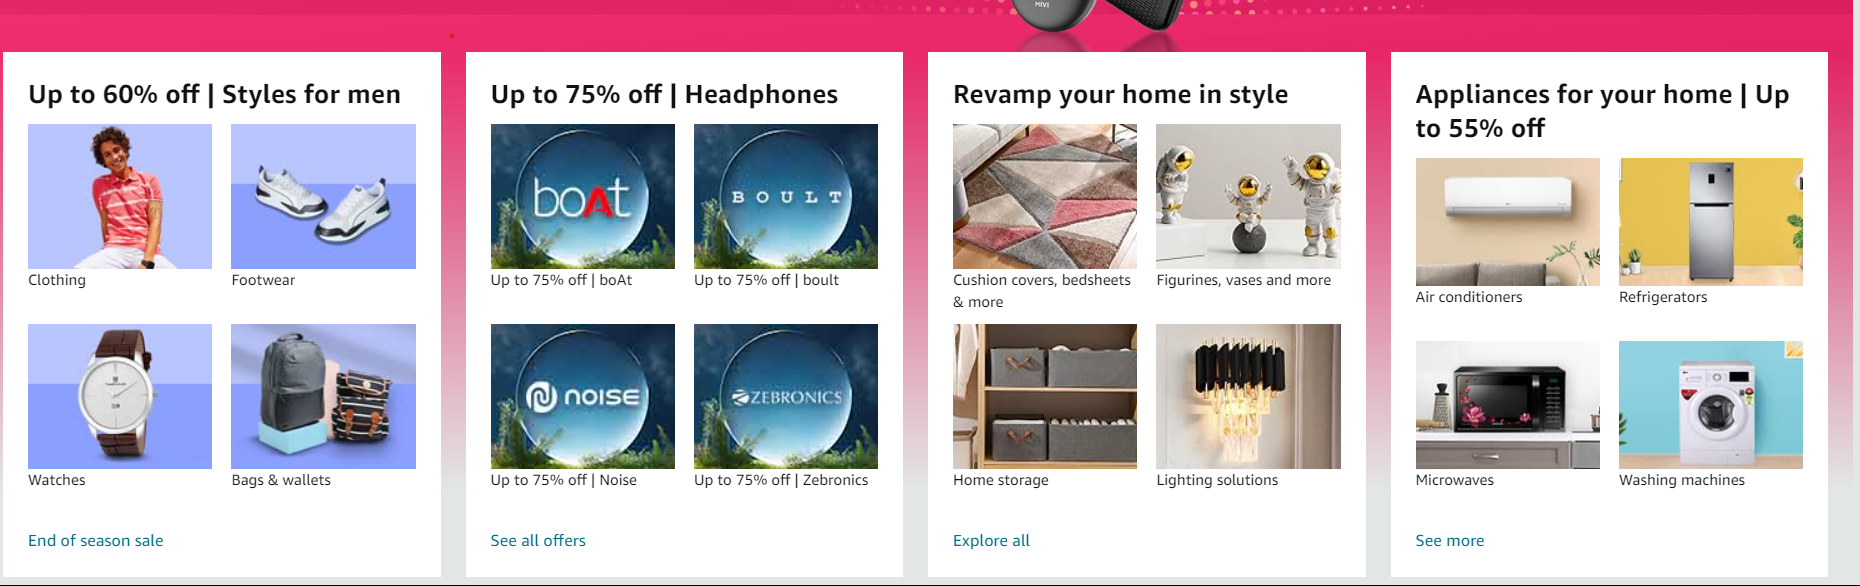 MIVI
Up to 60% off | Styles for men
Clothing
Footwear
Watches
Bags & wallets
End of season sale
Up to 75% off | Headphones
boAt
BOULT
Up to 75% off | boAt
Up to 75% off | boult
noise
ZEBRONICS
Up to 75% off | Noise
Up to 75% off | Zebronics
See all offers
Revamp your home in style
Cushion covers, bedsheets
& more
Figurines, vases and more
Home storage
Lighting solutions
Explore all
Appliances for your home | Up
to 55% off
Air conditioners
Refrigerators
Microwaves
Washing machines
See more